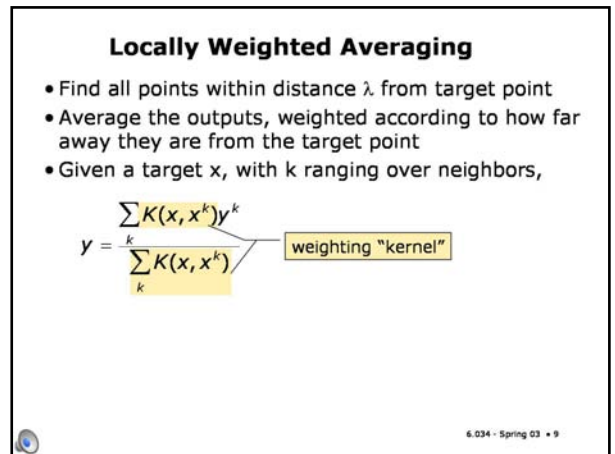 Locally Weighted Averaging
• Find all points within distance λ from target point
• Average the outputs, weighted according to how far
away they are from the target point
• Given a target x, with k ranging over neighbors,
y = ∑_k K(x, x^k)y^k / ∑_k K(x, x^k)
weighting "kernel"
6.034 - Spring 03 • 9